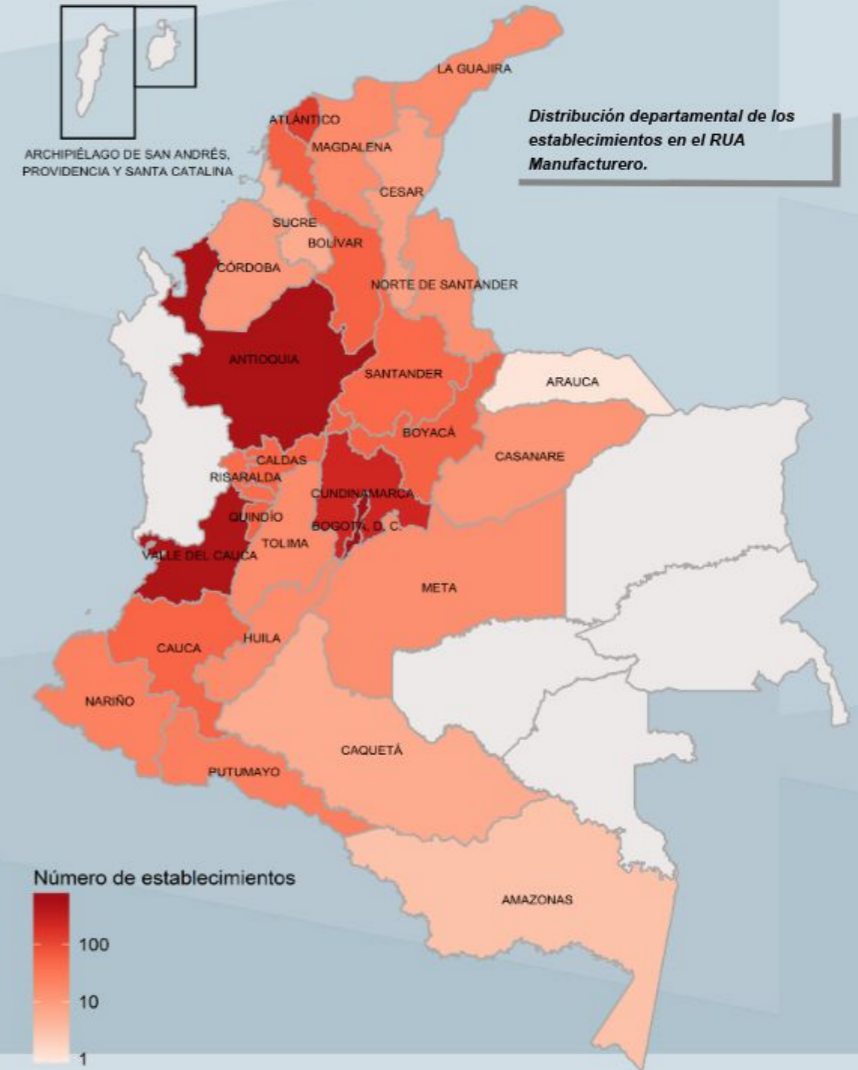 ARCHIPIÉLAGO DE SAN ANDRÉS,
PROVIDENCIA Y SANTA CATALINA
Distribución departamental de los
establecimientos en el RUA
Manufacturero.
LA GUAJIRA
ATLÁNTICO
MAGDALENA
CESAR
SUCRE
BOLÍVAR
CÓRDOBA
NORTE DE SANTANDER
ANTIOQUIA
SANTANDER
ARAUCA
BOYACÁ
CASANARE
CALDAS
RISARALDA
CUNDINAMARCA
QUINDÍO
BOGOTÁ, D. C.
TOLIMA
VALLE DEL CAUCA
META
HUILA
CAUCA
NARIÑO
CAQUETÁ
PUTUMAYO
AMAZONAS
Número de establecimientos
100
10
1